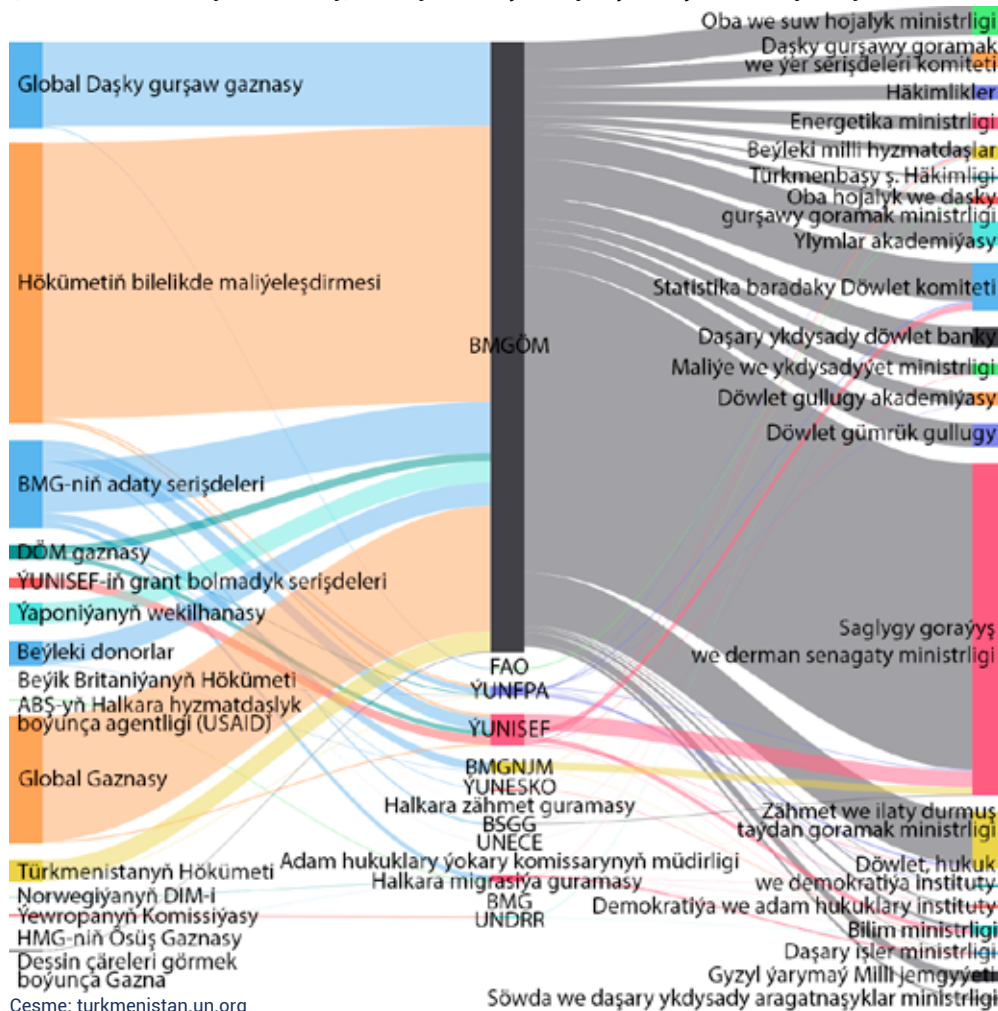 Global Daşky gurşaw gaznasy
Hökümetiň bilelikde maliýeleşdirmesi
BMG-niň adaty serişdeleri
DÖM gaznasy
ÝUNISEF-iň grant bolmadyk serişdeleri
Ýaponiýanyň wekilhanasy
Beýleki donorlar
Beýik Britaniýanyň Hökümeti
ABŞ-yň Halkara hyzmatdaşlyk
boýunça agentligi (USAID)
Global Gaznasy
Türkmenistanyň Hökümeti
Norwegiýanyň DIM-i
Ýewropanyň Komissiýasy
HMG-niň Ösüş Gaznasy
Deşsin çäreleri görmek
boýunça Gazna
Çeşme: turkmenistan.un.org
BMGÖM
FAO
ÝUNFPA
ÝUNISEF
BMGNJM
ÝUNESKO
Halkara zähmet guramasy
BSGG
UNECE
Adam hukuklary ýokary komissarynyň müdirligi
Halkara migrasiýa guramasy
BMG
UNDRR
Oba we suw hojalyk ministrligi
Daşky gurşawy goramak
we ýer serişdeleri komiteti
Häkimlikler
Energetika ministrligi
Beýleki milli hyzmatdaşlar
Türkmenbaşy ş. Häkimligi
Oba hojalyk we daşky
gurşawy goramak ministrligi
Ylymlar akademiýasy
Statistika baradaky Döwlet komiteti
Daşary ykdysady döwlet banky
Maliýe we ykdysadyýet ministrligi
Döwlet gullugy akademiýasy
Döwlet gümrük gullugy
Saglygy goraýyş
we derman senagaty ministrligi
Zähmet we ilaty durmuş
taýdan goramak ministrligi
Döwlet, hukuk
we demokratiýa instituty
Demokratiýa we adam hukuklary instituty
Bilim ministrligi
Daşary işler ministrligi
Gyzyl ýarymaý Milli jemgyýeti
Söwda we daşary ykdysady aragatnaşyklar ministrligi